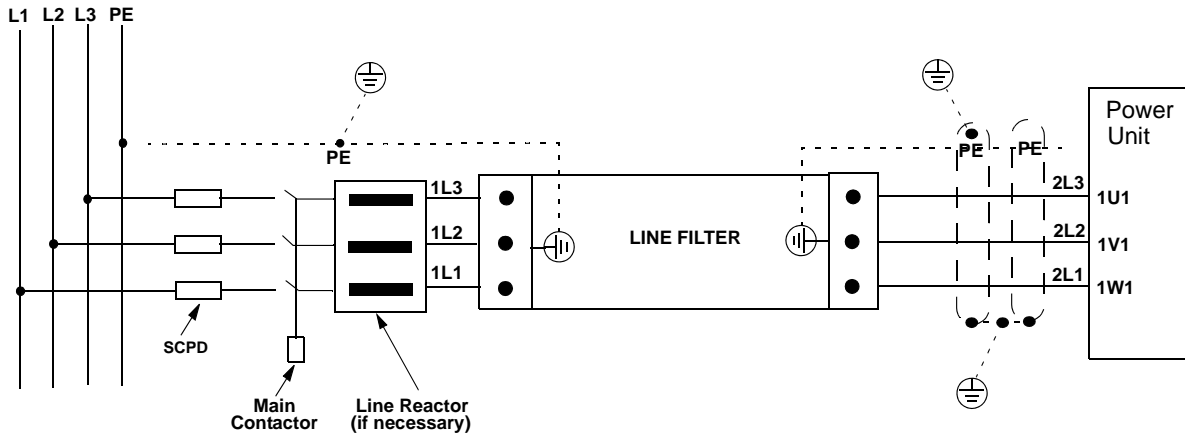 L1 L2 L3 PE
Power
Unit
PE
PE
PE
1L3
2L3
1U1
1L2
LINE FILTER
2L2
1V1
1L1
2L1
1W1
SCPD
Main
Contactor
Line Reactor
(if necessary)